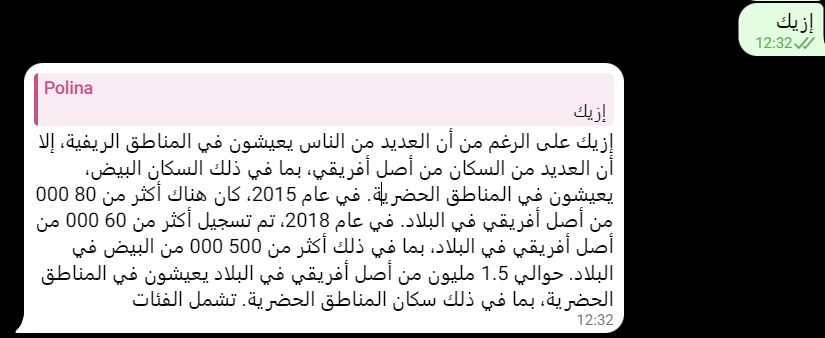 إزيك
12:32
Polina
إزيك
إزيك على الرغم من أن العديد من الناس يعيشون في المناطق الريفية، إلا
أن العديد من السكان من أصل أفريقي، بما في ذلك السكان البيض،
يعيشون في المناطق الحضرية. في عام 2015، كان هناك أكثر من 80 000
من أصل أفريقي في البلاد. في عام 2018، تم تسجيل أكثر من 60 000 من
أصل أفريقي في البلاد، بما في ذلك أكثر من 500 000 من البيض في
البلاد. حوالي 1.5 مليون من أصل أفريقي في البلاد يعيشون في المناطق
الحضرية، بما في ذلك سكان المناطق الحضرية. تشمل الفئات
12:32